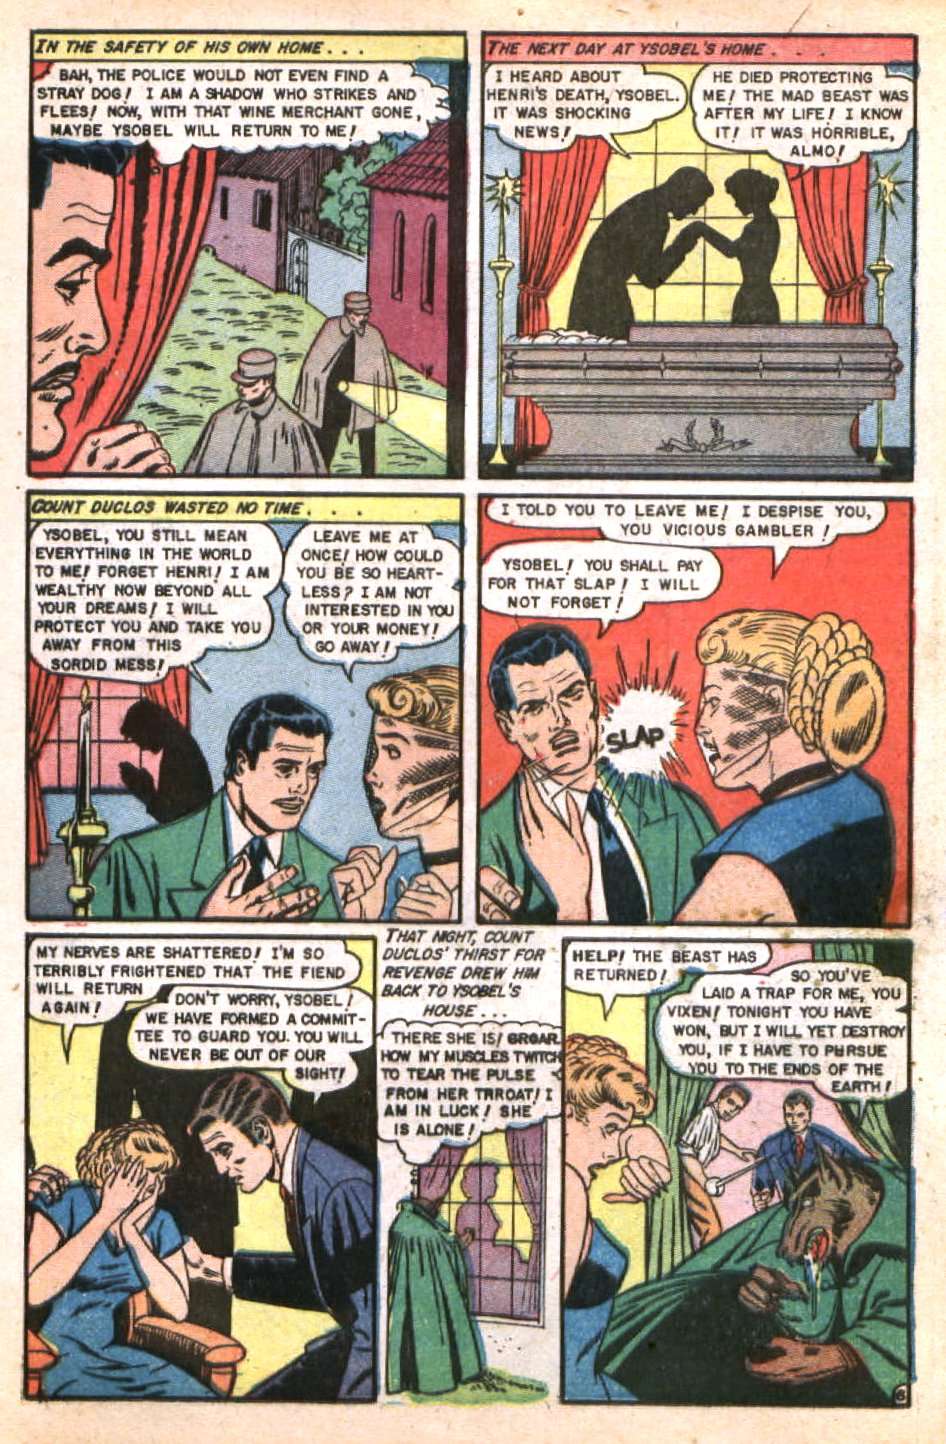 IN THE SAFETY OF HIS OWN HOME . . .
BAH, THE POLICE WOULD NOT EVEN FIND A
STRAY DOG! I AM A SHADOW WHO STRIKES AND
FLEES! NOW, WITH THAT WINE MERCHANT GONE,
MAYBE YSOBEL WILL RETURN TO ME!
THE NEXT DAY AT YSOBEL'S HOME . . .
I HEARD ABOUT
HENRI'S DEATH, YSOBEL.
IT WAS SHOCKING
NEWS!
HE DIED PROTECTING
ME! THE MAD BEAST WAS
AFTER MY LIFE! I KNOW
IT! IT WAS HORRIBLE,
ALMO!
COUNT DUCLOS WASTED NO TIME . . .
YSOBEL, YOU STILL MEAN
EVERYTHING IN THE WORLD
TO ME! FORGET HENRI! I AM
WEALTHY NOW BEYOND ALL
YOUR DREAMS! I WILL
PROTECT YOU AND TAKE YOU
AWAY FROM THIS
SORDID MESS!
LEAVE ME AT
ONCE! HOW COULD
YOU BE SO HEART-
LESS? I AM NOT
INTERESTED IN YOU
OR YOUR MONEY!
GO AWAY!
I TOLD YOU TO LEAVE ME! I DESPISE YOU,
YOU VICIOUS GAMBLER!
YSOBEL! YOU SHALL PAY
FOR THAT SLAP! I WILL
NOT FORGET!
SLAP
MY NERVES ARE SHATTERED! I'M SO
TERRIBLY FRIGHTENED THAT THE FIEND
WILL RETURN
AGAIN!
DON'T WORRY, YSOBEL!
WE HAVE FORMED A COMMIT-
TEE TO GUARD YOU. YOU WILL
NEVER BE OUT OF OUR
SIGHT!
THAT NIGHT, COUNT
DUCLOS' THIRST FOR
REVENGE DREW HIM
BACK TO YSOBEL'S
HOUSE . . .
THERE SHE IS! GRGAR.
HOW MY MUSCLES TWITCH
TO TEAR THE PULSE
FROM HER THROAT! I
AM IN LUCK! SHE
IS ALONE!
HELP! THE BEAST HAS
RETURNED!
SO YOU'VE
LAID A TRAP FOR ME, YOU
VIXEN! TONIGHT YOU HAVE
WON, BUT I WILL YET DESTROY
YOU, IF I HAVE TO PURSUE
YOU TO THE ENDS OF THE
EARTH!
6